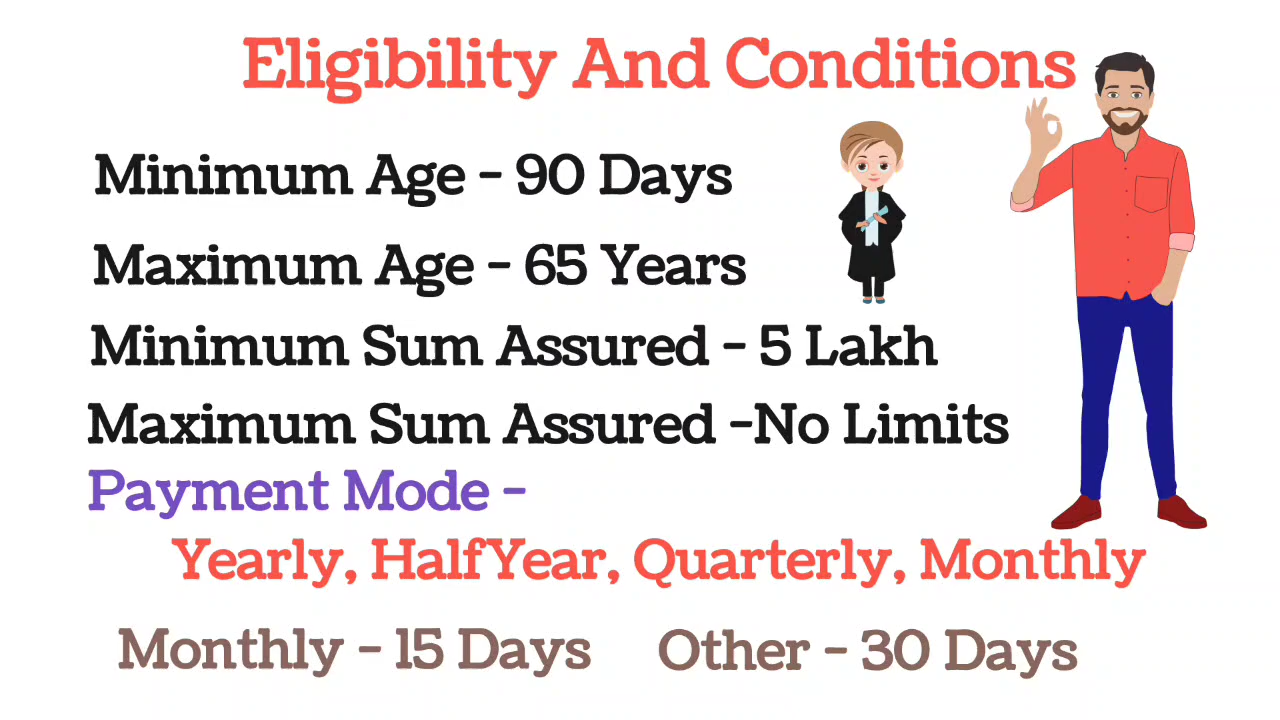 Eligibility And Conditions
Minimum Age - 90 Days
Maximum Age - 65 Years
Minimum Sum Assured - 5 Lakh
Maximum Sum Assured -No Limits
Payment Mode -
Yearly, HalfYear, Quarterly, Monthly
Monthly - 15 Days Other - 30 Days